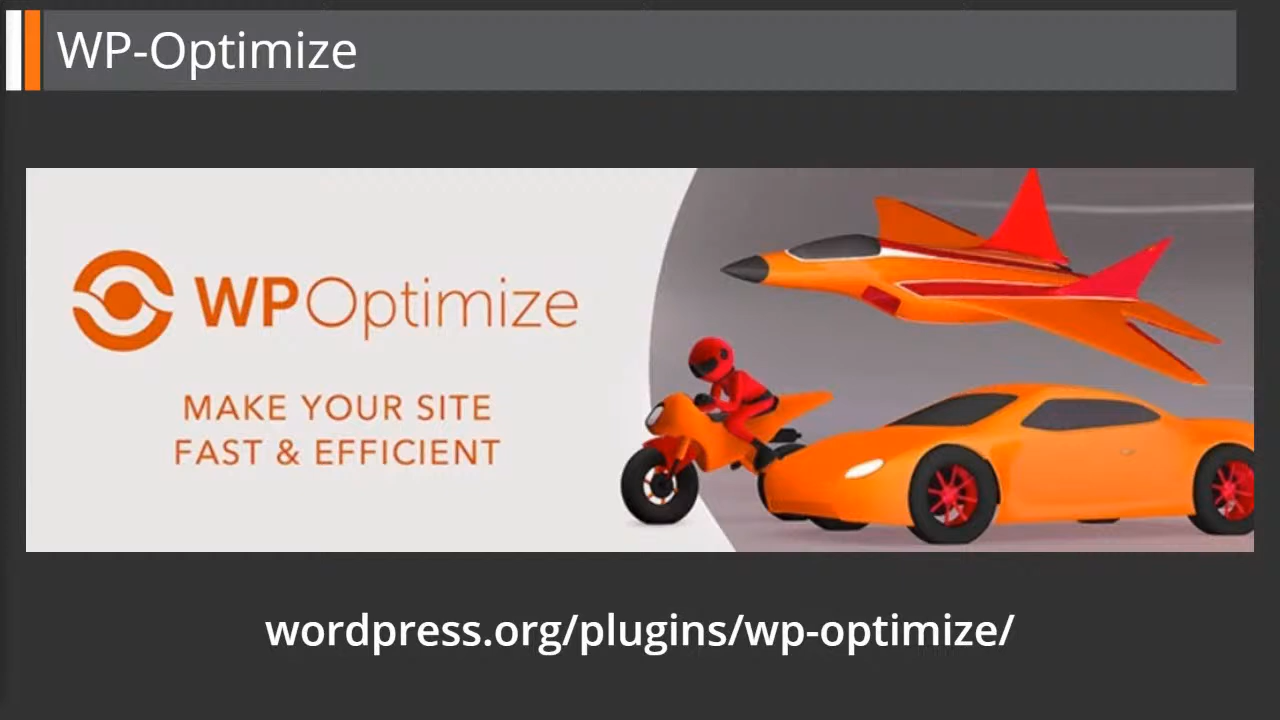 WP-Optimize
WPOptimize
MAKE YOUR SITE
FAST & EFFICIENT
wordpress.org/plugins/wp-optimize/